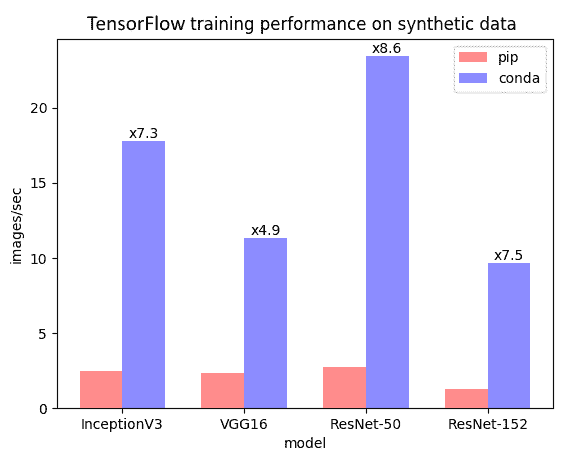 TensorFlow training performance on synthetic data
x8.6
pip
conda
20
x7.3
15
images/sec
x4.9
10
x7.5
5
0
InceptionV3 VGG16 ResNet-50 ResNet-152
model